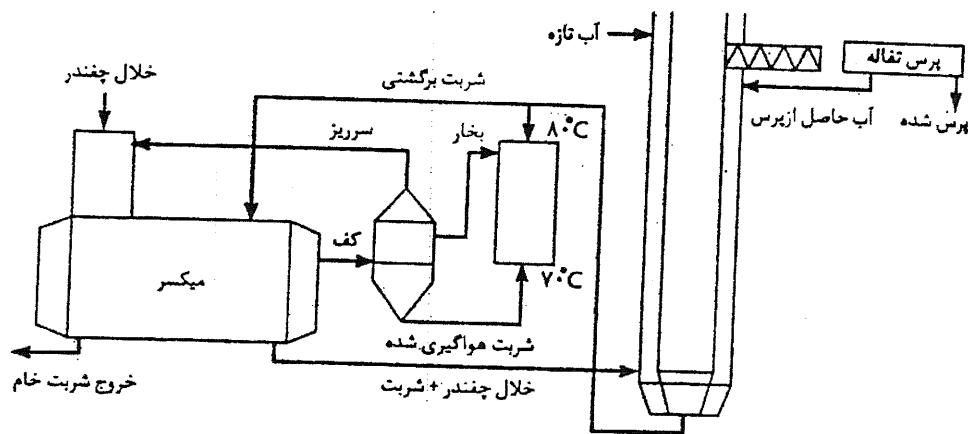 آب تازه
پرس تفاله
خلال چغندر
شربت برگشتی
آب حاصل ازپرس
پرس شده
سرریز
بخار
۸۰°C
کف
میکسر
۷۰°C
شربت هواگیری شده
خلال چغندر + شربت
خروج شربت خام